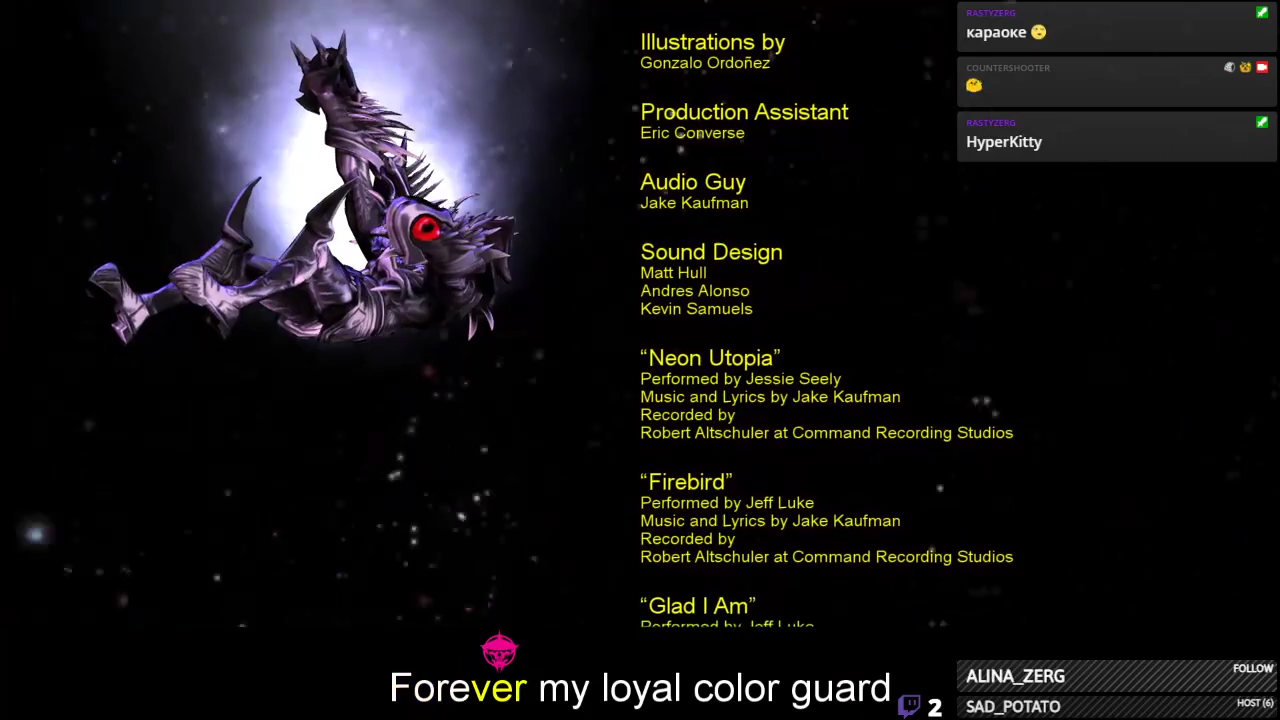 Illustrations by
Gonzalo Ordoñez
Production Assistant
Eric Converse
Audio Guy
Jake Kaufman
Sound Design
Matt Hull
Andres Alonso
Kevin Samuels
“Neon Utopia”
Performed by Jessie Seely
Music and Lyrics by Jake Kaufman
Recorded by
Robert Altschuler at Command Recording Studios
“Firebird”
Performed by Jeff Luke
Music and Lyrics by Jake Kaufman
Recorded by
Robert Altschuler at Command Recording Studios
“Glad I Am”
Performed by Jeff Luke
Forever my loyal color guard
RASTYZERG
караоке
COUNTERSHOOTER
RASTYZERG
HyperKitty
ALINA_ZERG FOLLOW
2 SAD_POTATO HOST (6)